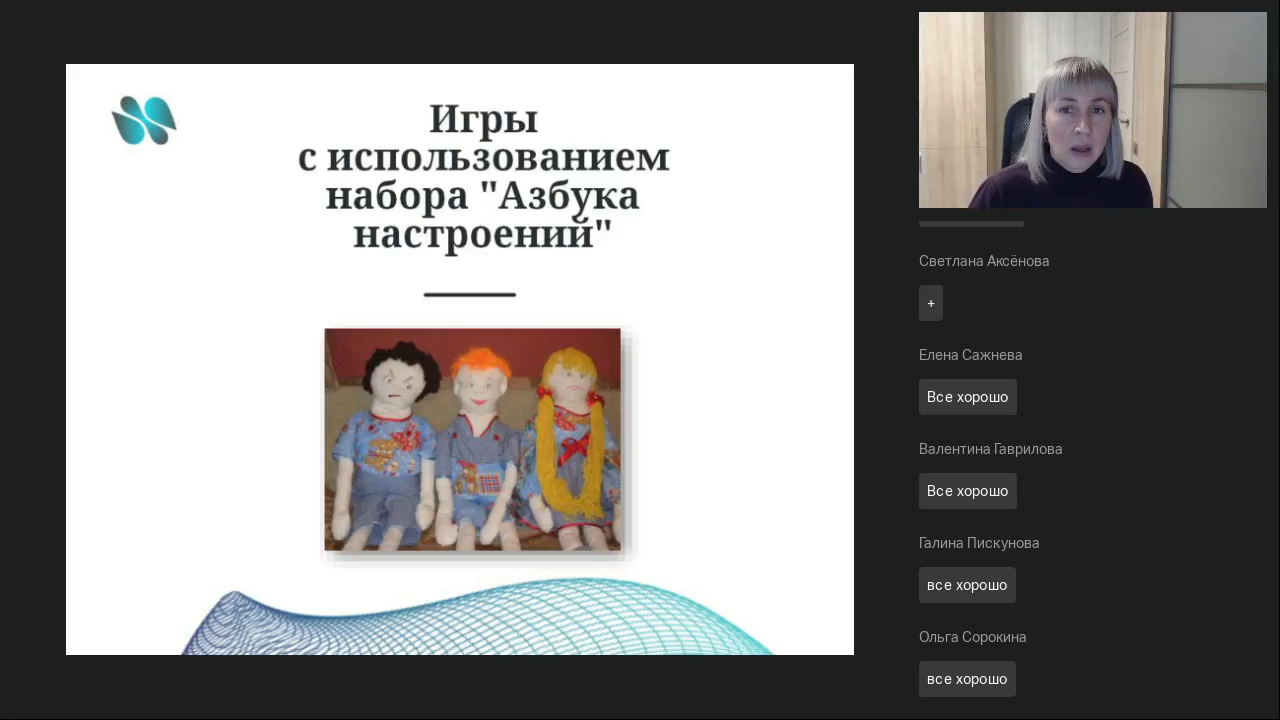 Игры
с использованием
набора "Азбука
настроений"
Светлана Аксёнова
+
Елена Сажнева
Все хорошо
Валентина Гаврилова
Все хорошо
Галина Пискунова
все хорошо
Ольга Сорокина
все хорошо